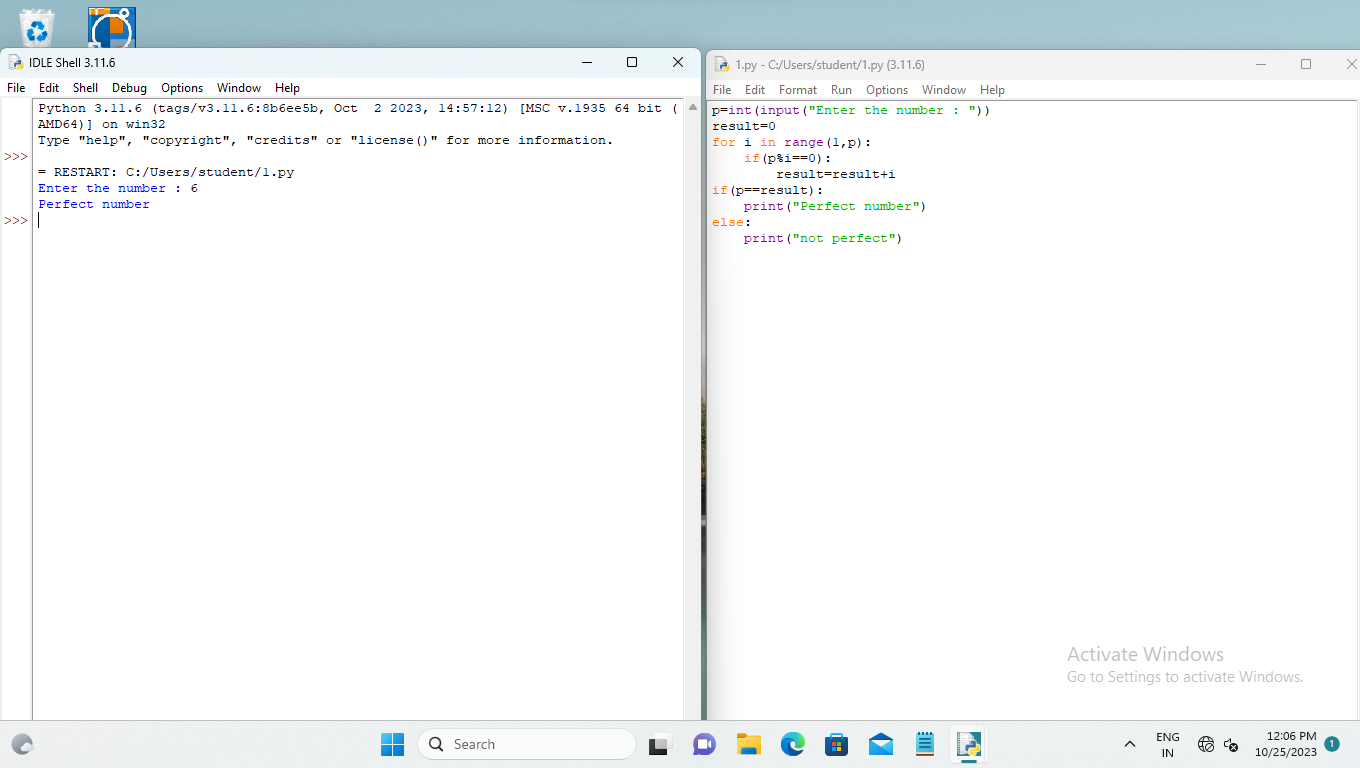 IDLE Shell 3.11.6
File Edit Shell Debug Options Window Help
Python 3.11.6 (tags/v3.11.6:8b6ee5b, Oct  2 2023, 14:57:12) [MSC v.1935 64 bit (
AMD64)] on win32
Type "help", "copyright", "credits" or "license()" for more information.
>>>
= RESTART: C:/Users/student/1.py
Enter the number : 6
Perfect number
>>>
1.py - C:/Users/student/1.py (3.11.6)
File Edit Format Run Options Window Help
p=int(input("Enter the number : "))
result=0
for i in range(1,p):
    if(p%i==0):
        result=result+i
if(p==result):
    print("Perfect number")
else:
    print("not perfect")
Activate Windows
Go to Settings to activate Windows.
Search
ENG
IN
12:06 PM
10/25/2023
1